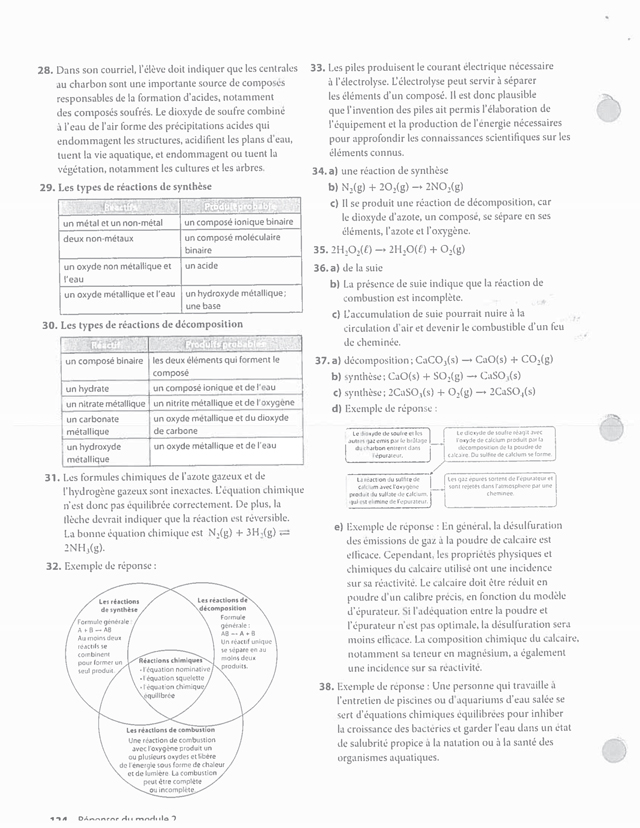 28. Dans son courriel, l'élève doit indiquer que les centrales
au charbon sont une importante source de composés
responsables de la formation d'acides, notamment
des composés soufrés. Le dioxyde de soufre combiné
à l'eau de l'air forme des précipitations acides qui
endommagent les structures, acidifient les plans d'eau,
tuent la vie aquatique, et endommagent ou tuent la
végétation, notamment les cultures et les arbres.
29. Les types de réactions de synthèse
Réactifs Produit probable
un métal et un non-métal un composé ionique binaire
deux non-métaux un composé moléculaire
binaire
un oxyde non métallique et un acide
l'eau
un oxyde métallique et l'eau un hydroxyde métallique;
une base
30. Les types de réactions de décomposition
Réactif Produits probables
un composé binaire les deux éléments qui forment le
composé
un hydrate un composé ionique et de l'eau
un nitrate métallique un nitrite métallique et de l'oxygène
un carbonate un oxyde métallique et du dioxyde
métallique de carbone
un hydroxyde un oxyde métallique et de l'eau
métallique
31. Les formules chimiques de l'azote gazeux et de
l'hydrogène gazeux sont inexactes. L'équation chimique
n'est donc pas équilibrée correctement. De plus, la
flèche devrait indiquer que la réaction est réversible.
La bonne équation chimique est N₂(g) + 3H₂(g) ⇌
2NH₃(g).
32. Exemple de réponse :
Les réactions
de synthèse
Formule générale :
A + B → AB
Au moins deux
réactifs se
combinent
pour former un
seul produit.
Les réactions de
décomposition
Formule
générale :
AB → A + B
Un réactif unique
se sépare en au
moins deux
produits.
Réactions chimiques
• l'équation nominative
• l'équation squelette
• l'équation chimique
équilibrée
Les réactions de combustion
Une réaction de combustion
avec l'oxygène produit un
ou plusieurs oxydes et libère
de l'énergie sous forme de chaleur
et de lumière. La combustion
peut être complète
ou incomplète.
124 Réponses du module 2
33. Les piles produisent le courant électrique nécessaire
à l'électrolyse. L'électrolyse peut servir à séparer
les éléments d'un composé. Il est donc plausible
que l'invention des piles ait permis l'élaboration de
l'équipement et la production de l'énergie nécessaires
pour approfondir les connaissances scientifiques sur les
éléments connus.
34. a) une réaction de synthèse
b) N₂(g) + 2O₂(g) → 2NO₂(g)
c) Il se produit une réaction de décomposition, car
le dioxyde d'azote, un composé, se sépare en ses
éléments, l'azote et l'oxygène.
35. 2H₂O₂(ℓ) → 2H₂O(ℓ) + O₂(g)
36. a) de la suie
b) La présence de suie indique que la réaction de
combustion est incomplète.
c) L'accumulation de suie pourrait nuire à la
circulation d'air et devenir le combustible d'un feu
de cheminée.
37. a) décomposition; CaCO₃(s) → CaO(s) + CO₂(g)
b) synthèse; CaO(s) + SO₂(g) → CaSO₃(s)
c) synthèse; 2CaSO₃(s) + O₂(g) → 2CaSO₄(s)
d) Exemple de réponse :
Le dioxyde de soufre et les
autres gaz émis par le brûlage
du charbon entrent dans
l'épurateur.
Le dioxyde de soufre réagit avec
l'oxyde de calcium produit par la
décomposition de la poudre de
calcaire. Du sulfite de calcium se forme.
La réaction du sulfite de
calcium avec l'oxygène
produit du sulfate de calcium,
qui est éliminé de l'épurateur.
Les gaz épurés sortent de l'épurateur et
sont rejetés dans l'atmosphère par une
cheminée.
e) Exemple de réponse : En général, la désulfuration
des émissions de gaz à la poudre de calcaire est
efficace. Cependant, les propriétés physiques et
chimiques du calcaire utilisé ont une incidence
sur sa réactivité. Le calcaire doit être réduit en
poudre d'un calibre précis, en fonction du modèle
d'épurateur. Si l'adéquation entre la poudre et
l'épurateur n'est pas optimale, la désulfuration sera
moins efficace. La composition chimique du calcaire,
notamment sa teneur en magnésium, a également
une incidence sur sa réactivité.
38. Exemple de réponse : Une personne qui travaille à
l'entretien de piscines ou d'aquariums d'eau salée se
sert d'équations chimiques équilibrées pour inhiber
la croissance des bactéries et garder l'eau dans un état
de salubrité propice à la natation ou à la santé des
organismes aquatiques.